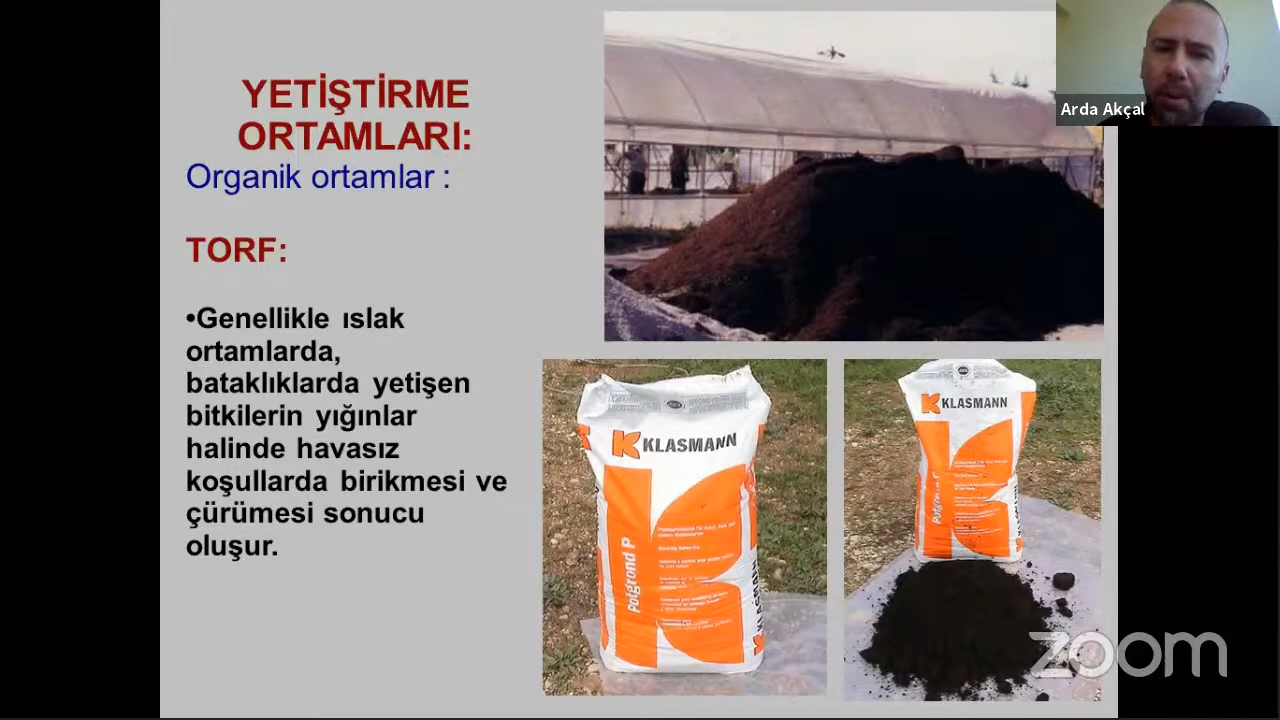 YETİŞTİRME
ORTAMLARI:
Organik ortamlar :
TORF:
•Genellikle ıslak
ortamlarda,
bataklıklarda yetişen
bitkilerin yığınlar
halinde havasız
koşullarda birikmesi ve
çürümesi sonucu
oluşur.
Arda Akçal
KLASMANN
Potgrond P
KLASMANN
KLASMANN
Potgrond P
zoom